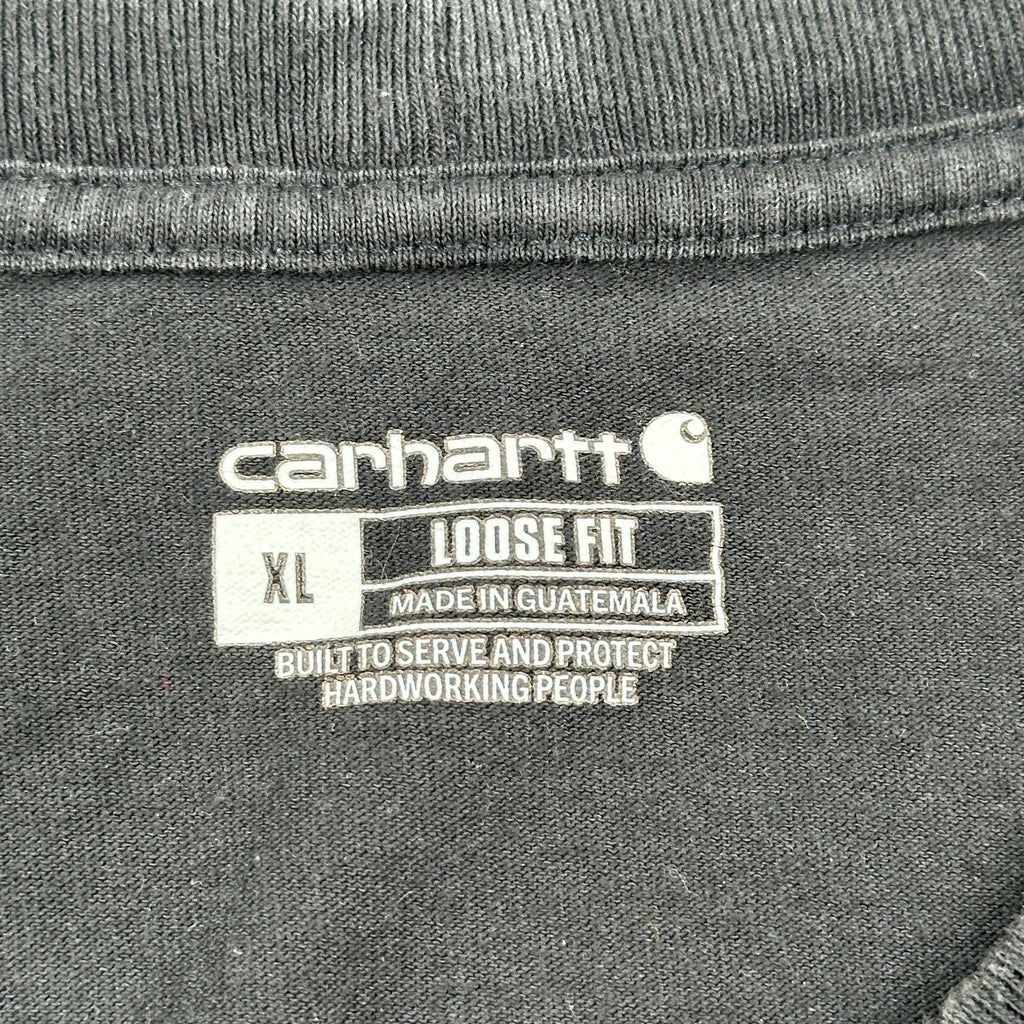 carhartt
XL
LOOSE FIT
MADE IN GUATEMALA
BUILT TO SERVE AND PROTECT
HARDWORKING PEOPLE